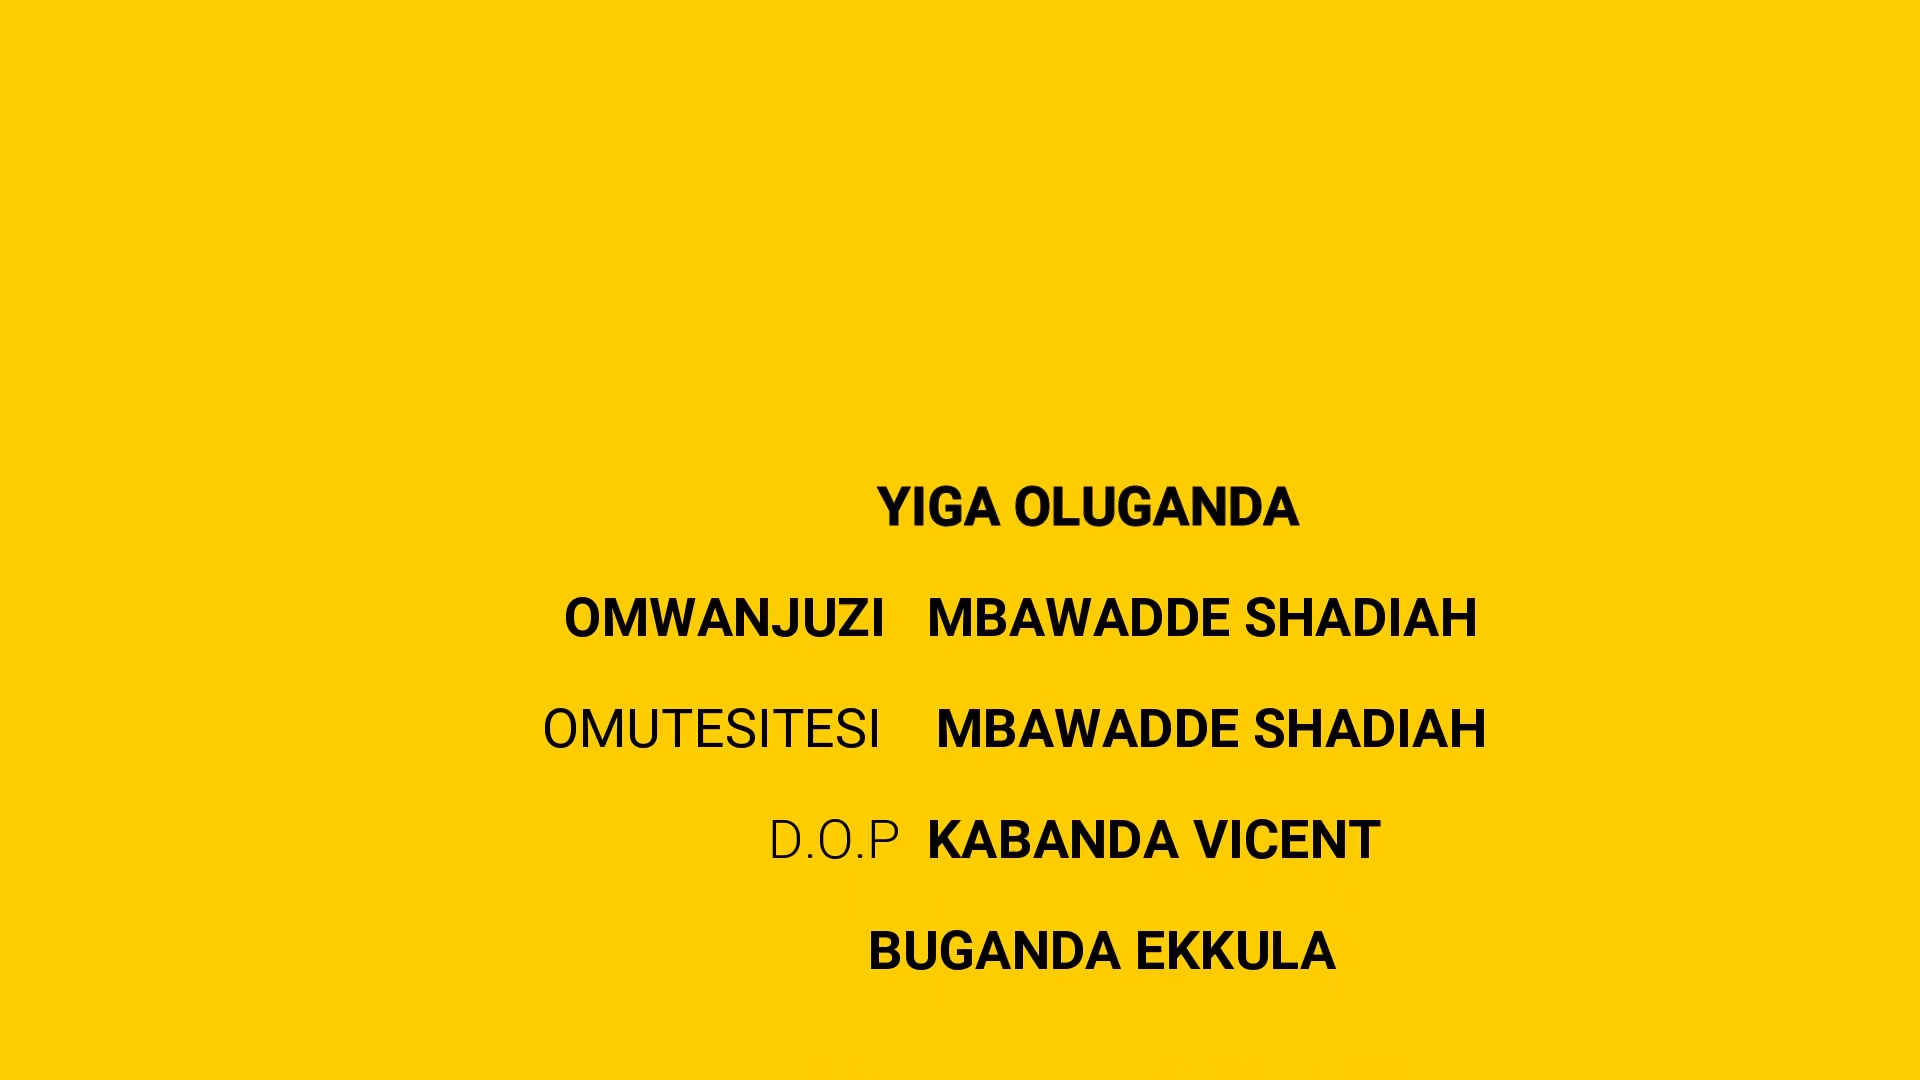 YIGA OLUGANDA
OMWANJUZI MBAWADDE SHADIAH
OMUTESITESI MBAWADDE SHADIAH
D.O.P KABANDA VICENT
BUGANDA EKKULA